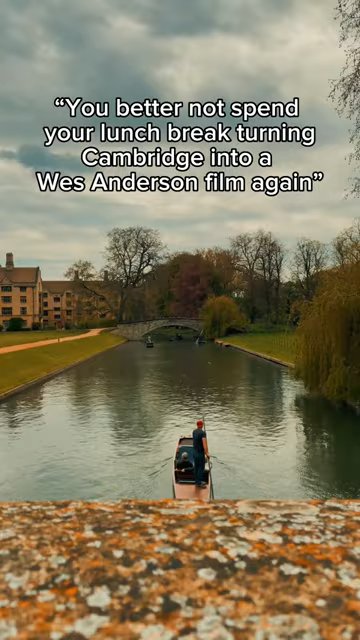 “You better not spend
your lunch break turning
Cambridge into a
Wes Anderson film again”